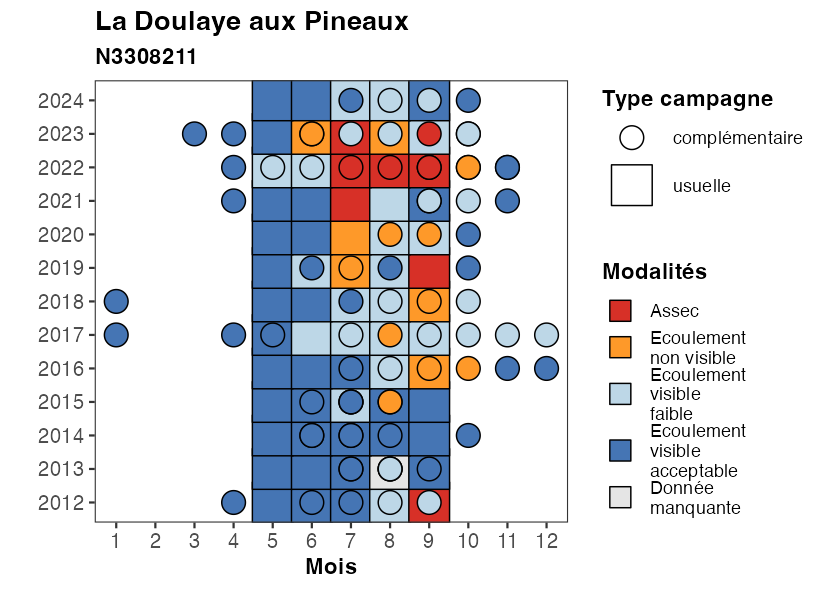 La Doulaye aux Pineaux
N3308211
2024
2023
2022
2021
2020
2019
2018
2017
2016
2015
2014
2013
2012
1 2 3 4 5 6 7 8 9 10 11 12
Mois
Type campagne
complémentaire
usuelle
Modalités
Assec
Ecoulement
non visible
Ecoulement
visible
faible
Ecoulement
visible
acceptable
Donnée
manquante